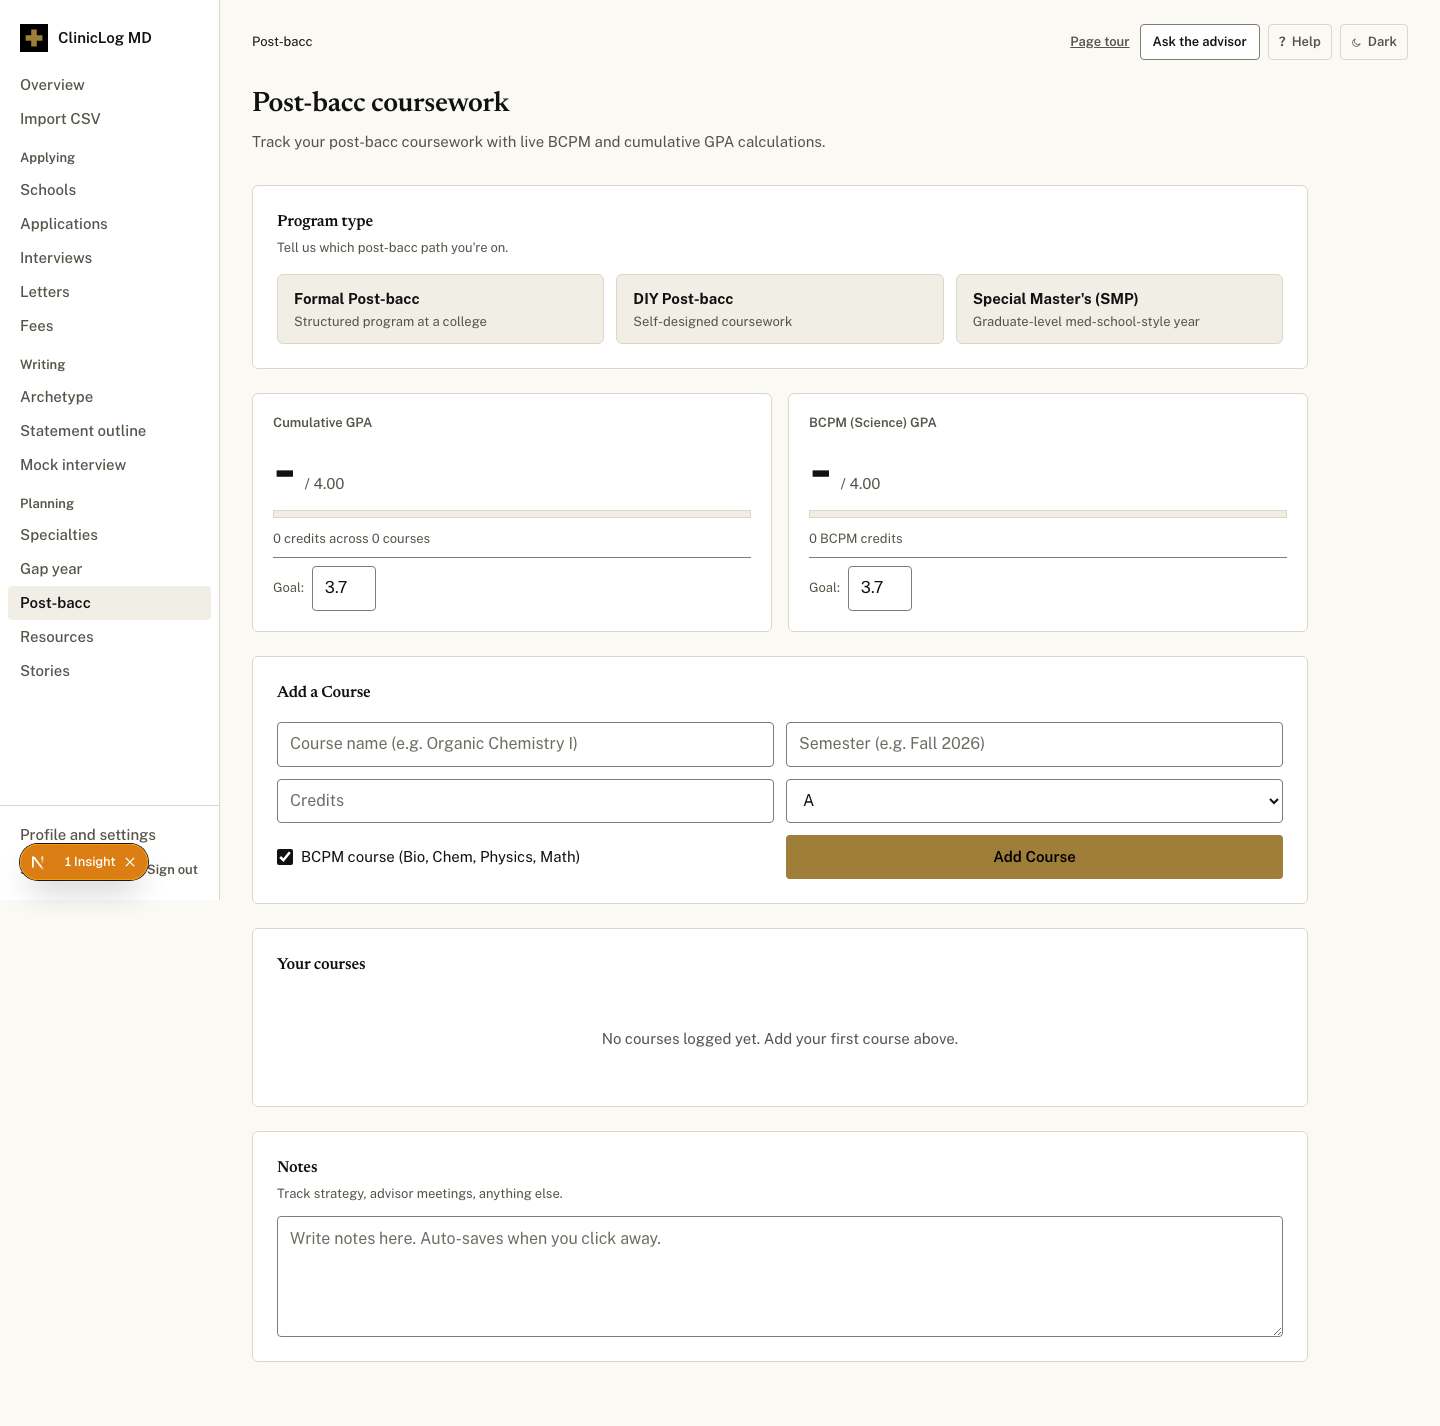 ClinicLog MD
Overview
Import CSV
Applying
Schools
Applications
Interviews
Letters
Fees
Writing
Archetype
Statement outline
Mock interview
Planning
Specialties
Gap year
Post-bacc
Resources
Stories
Profile and settings
1 Insight
Sign out
Post-bacc
Page tour
Ask the advisor
? Help
Dark
Post-bacc coursework
Track your post-bacc coursework with live BCPM and cumulative GPA calculations.
Program type
Tell us which post-bacc path you're on.
Formal Post-bacc
Structured program at a college
DIY Post-bacc
Self-designed coursework
Special Master's (SMP)
Graduate-level med-school-style year
Cumulative GPA
- / 4.00
0 credits across 0 courses
Goal: 3.7
BCPM (Science) GPA
- / 4.00
0 BCPM credits
Goal: 3.7
Add a Course
Course name (e.g. Organic Chemistry I)
Semester (e.g. Fall 2026)
Credits
A
BCPM course (Bio, Chem, Physics, Math)
Add Course
Your courses
No courses logged yet. Add your first course above.
Notes
Track strategy, advisor meetings, anything else.
Write notes here. Auto-saves when you click away.